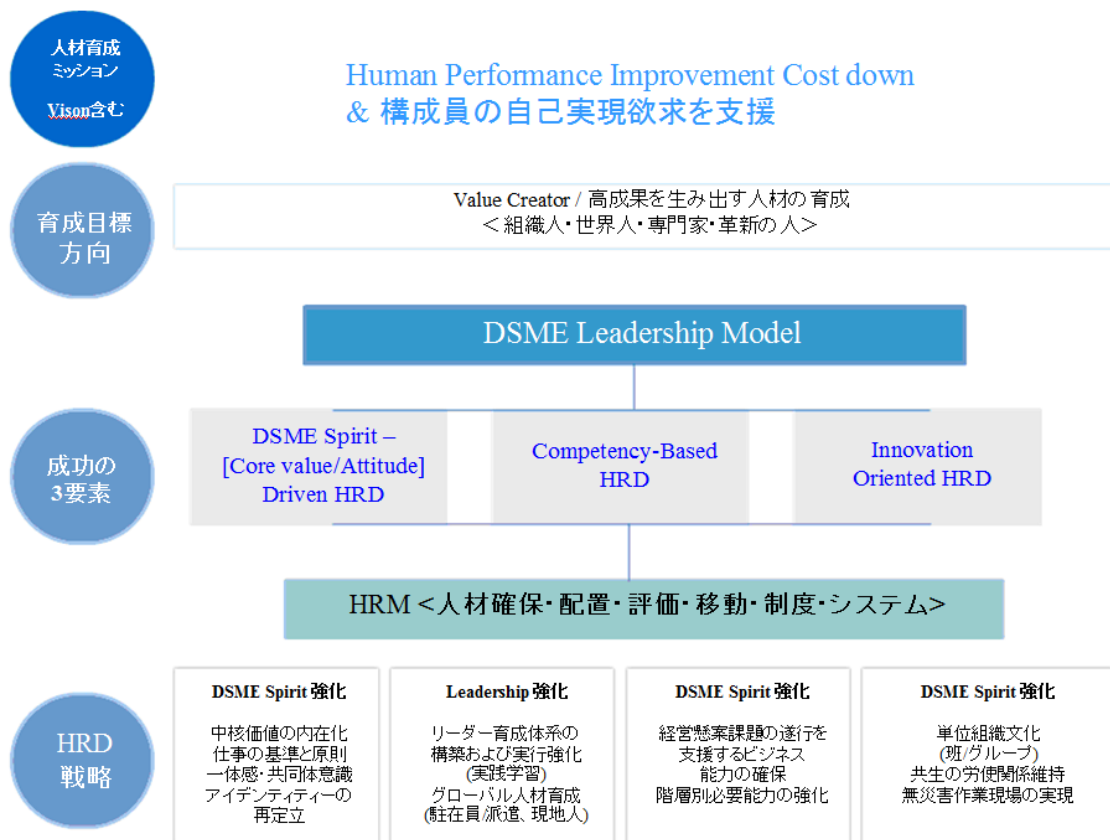 人材育成
ミッション
Vison含む
Human Performance Improvement Cost down
& 構成員の自己実現欲求を支援
育成目標
方向
Value Creator / 高成果を生み出す人材の育成
＜組織人・世界人・専門家・革新の人＞
DSME Leadership Model
成功の
3要素
DSME Spirit –
[Core value/Attitude]
Driven HRD
Competency-Based
HRD
Innovation
Oriented HRD
HRM <人材確保・配置・評価・移動・制度・システム>
HRD
戦略
DSME Spirit 強化
中核価値の内在化
仕事の基準と原則
一体感・共同体意識
アイデンティティーの
再定立
Leadership 強化
リーダー育成体系の
構築および実行強化
(実践学習)
グローバル人材育成
(駐在員/派遣、現地人)
DSME Spirit 強化
経営懸案課題の遂行を
支援するビジネス
能力の確保
階層別必要能力の強化
DSME Spirit 強化
単位組織文化
(班/グループ)
共生の労使関係維持
無災害作業現場の実現